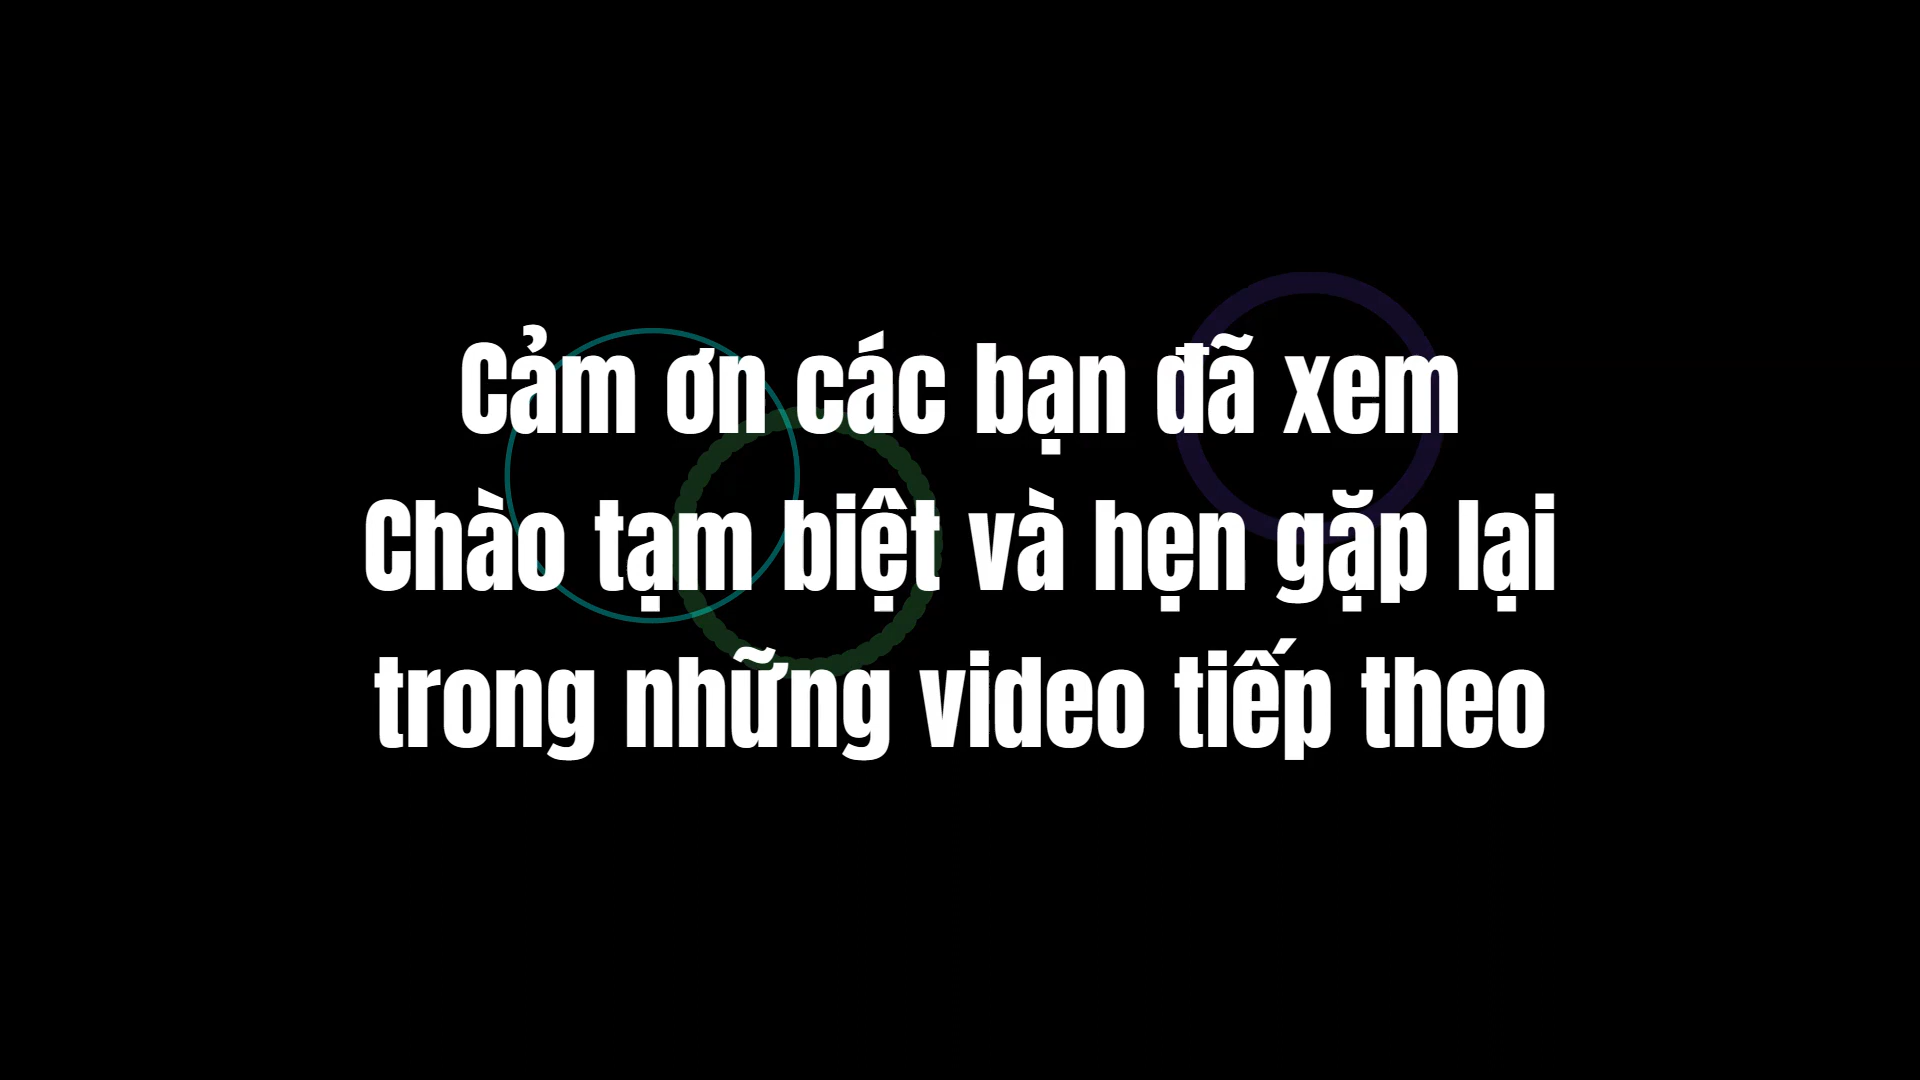 Cảm ơn các bạn đã xem
Chào tạm biệt và hẹn gặp lại
trong những video tiếp theo